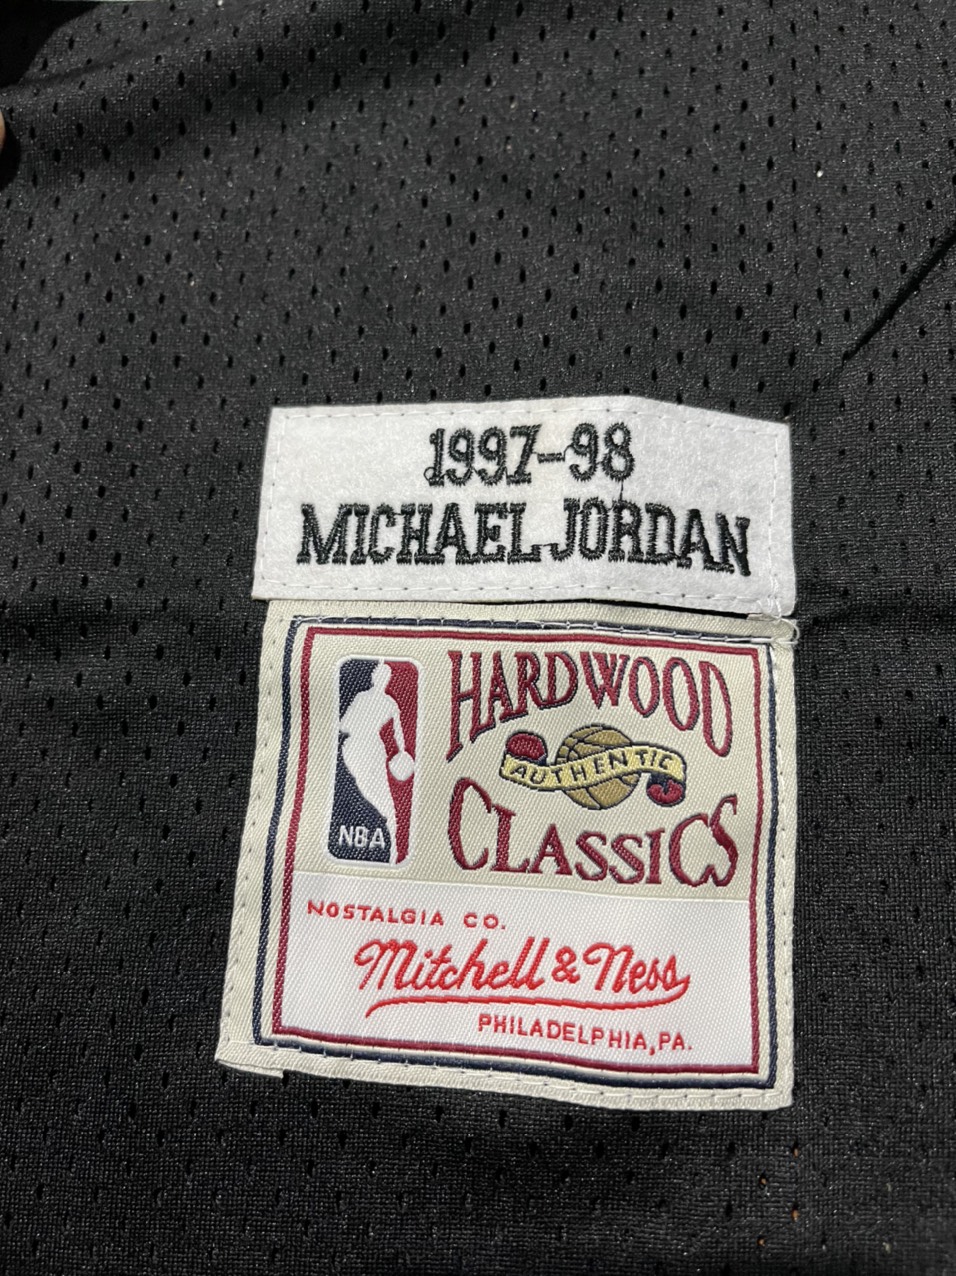 1997-98
MICHAEL JORDAN
HARDWOOD
AUTHENTIC
CLASSICS
NBA
NOSTALGIA CO.
Mitchell & Ness
PHILADELPHIA, PA.